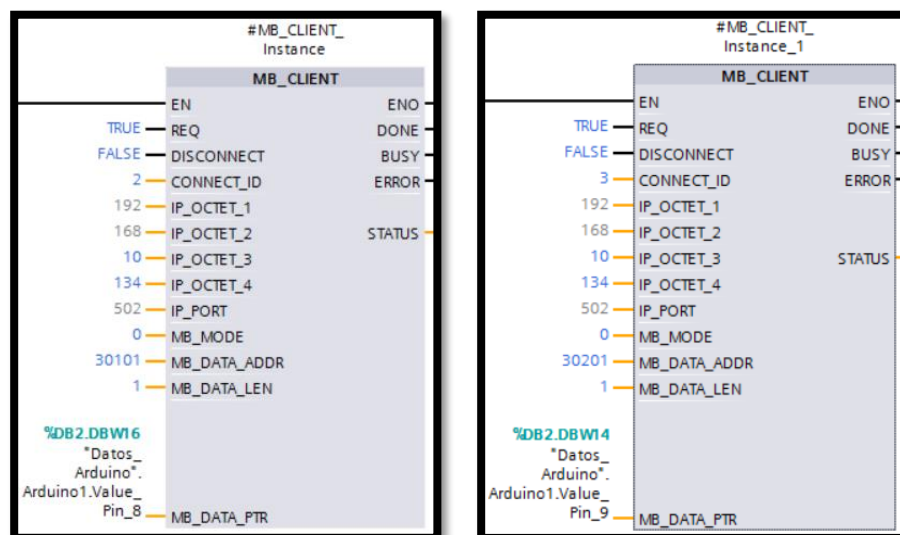 #MB_CLIENT_
Instance
MB_CLIENT
EN ENO
TRUE REQ DONE
FALSE DISCONNECT BUSY
2 CONNECT_ID ERROR
192 IP_OCTET_1
168 IP_OCTET_2 STATUS
10 IP_OCTET_3
134 IP_OCTET_4
502 IP_PORT
0 MB_MODE
30101 MB_DATA_ADDR
1 MB_DATA_LEN
%DB2.DBW16
"Datos_
Arduino".
Arduino1.Value_
Pin_8 MB_DATA_PTR
#MB_CLIENT_
Instance_1
MB_CLIENT
EN ENO
TRUE REQ DONE
FALSE DISCONNECT BUSY
3 CONNECT_ID ERROR
192 IP_OCTET_1
168 IP_OCTET_2
10 IP_OCTET_3 STATUS
134 IP_OCTET_4
502 IP_PORT
0 MB_MODE
30201 MB_DATA_ADDR
1 MB_DATA_LEN
%DB2.DBW14
"Datos_
Arduino".
Arduino1.Value_
Pin_9 MB_DATA_PTR